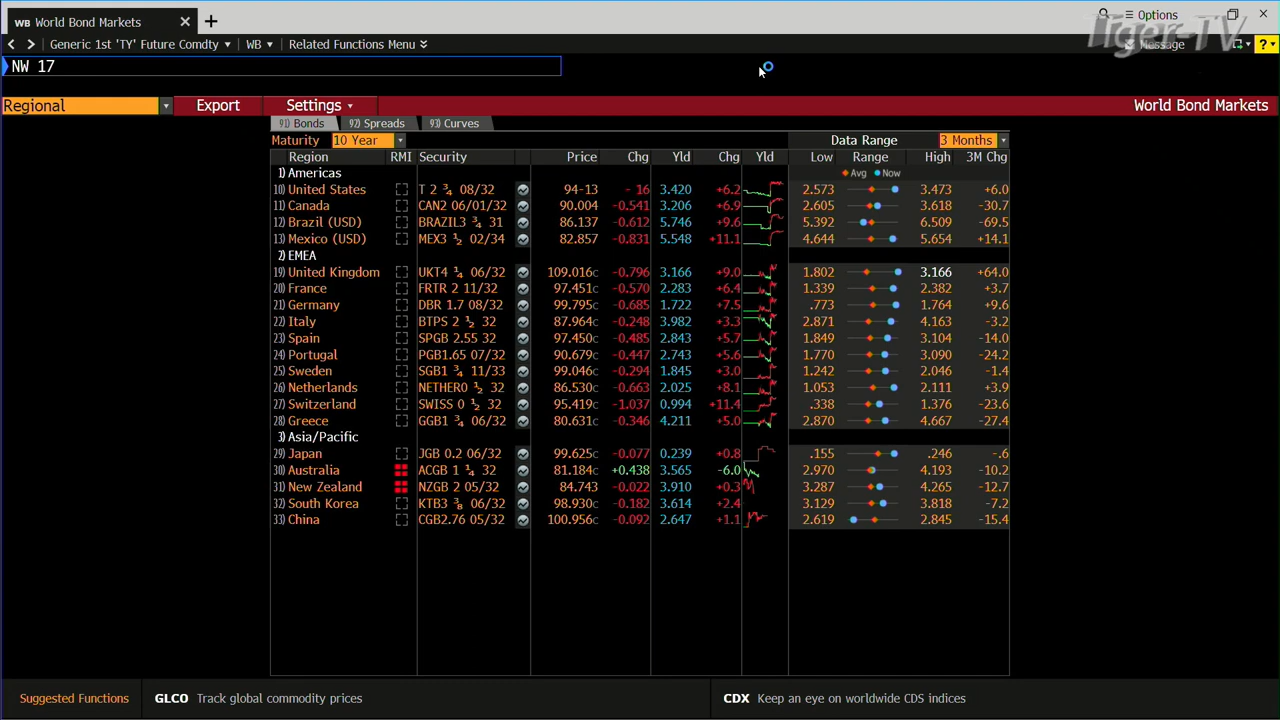 WB World Bond Markets
Options
Tiger-TV
Generic 1st 'TY' Future Comdty WB Related Functions Menu Message ?
NW 17
Regional Export Settings World Bond Markets
91) Bonds 92) Spreads 93) Curves
Maturity 10 Year Data Range 3 Months
Region RMI Security Price Chg Yld Chg Yld Low Range High 3M Chg
1) Americas Avg Now
10) United States T 2 ¾ 08/32 94-13 - 16 3.420 +6.2 2.573 3.473 +6.0
11) Canada CAN2 06/01/32 90.004 -0.541 3.206 +6.9 2.605 3.618 -30.7
12) Brazil (USD) BRAZIL3 ¾ 31 86.137 -0.612 5.746 +9.6 5.392 6.509 -69.5
13) Mexico (USD) MEX3 ½ 02/34 82.857 -0.831 5.548 +11.1 4.644 5.654 +14.1
2) EMEA
19) United Kingdom UKT4 ¼ 06/32 109.016c -0.796 3.166 +9.0 1.802 3.166 +64.0
20) France FRTR 2 11/32 97.451c -0.570 2.283 +6.4 1.339 2.382 +3.7
21) Germany DBR 1.7 08/32 99.795c -0.685 1.722 +7.5 .773 1.764 +9.6
22) Italy BTPS 2 ½ 32 87.964c -0.248 3.982 +3.3 2.871 4.163 -3.2
23) Spain SPGB 2.55 32 97.450c -0.485 2.843 +5.7 1.849 3.104 -14.0
24) Portugal PGB1.65 07/32 90.679c -0.447 2.743 +5.6 1.770 3.090 -24.2
25) Sweden SGB1 ¾ 11/33 99.046c -0.294 1.845 +3.0 1.242 2.046 -1.4
26) Netherlands NETHER0 ½ 32 86.530c -0.663 2.025 +8.1 1.053 2.111 +3.9
27) Switzerland SWISS 0 ½ 32 95.419c -1.037 0.994 +11.4 .338 1.376 -23.6
28) Greece GGB1 ¾ 06/32 80.631c -0.346 4.211 +5.0 2.870 4.667 -27.4
3) Asia/Pacific
29) Japan JGB 0.2 06/32 99.625c -0.077 0.239 +0.8 .155 .246 -.6
30) Australia ACGB 1 ¼ 32 81.184c +0.438 3.565 -6.0 2.970 4.193 -10.2
31) New Zealand NZGB 2 05/32 84.743 -0.022 3.910 +0.3 3.287 4.265 -12.7
32) South Korea KTB3 ⅜ 06/32 98.930c -0.182 3.614 +2.4 3.129 3.818 -7.2
33) China CGB2.76 05/32 100.956c -0.092 2.647 +1.1 2.619 2.845 -15.4
Suggested Functions GLCO Track global commodity prices CDX Keep an eye on worldwide CDS indices